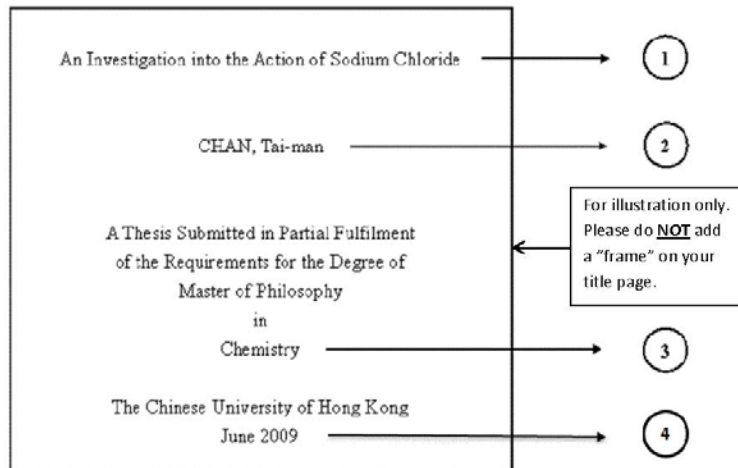 An Investigation into the Action of Sodium Chloride
1
CHAN, Tai-man
2
For illustration only.
Please do NOT add
a "frame" on your
title page.
A Thesis Submitted in Partial Fulfilment
of the Requirements for the Degree of
Master of Philosophy
in
Chemistry
3
The Chinese University of Hong Kong
June 2009
4